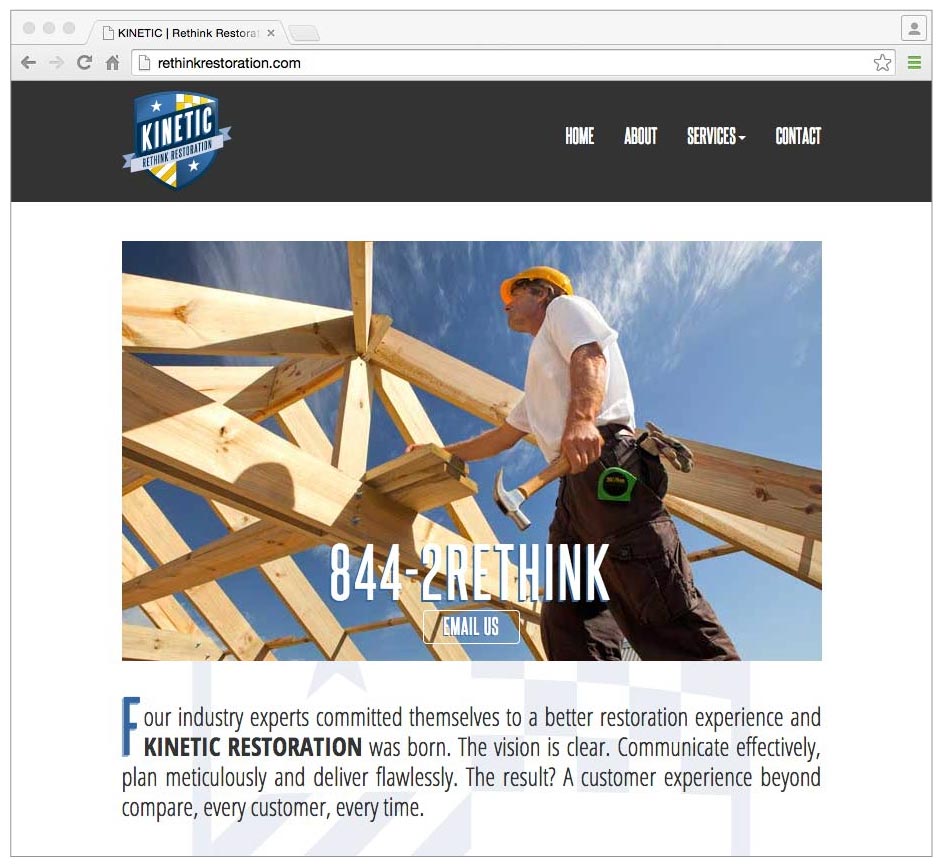 KINETIC | Rethink Restorat
rethinkrestoration.com
KINETIC
RETHINK RESTORATION
HOME ABOUT SERVICES CONTACT
844-2RETHINK
EMAIL US
Four industry experts committed themselves to a better restoration experience and
KINETIC RESTORATION was born. The vision is clear. Communicate effectively,
plan meticulously and deliver flawlessly. The result? A customer experience beyond
compare, every customer, every time.